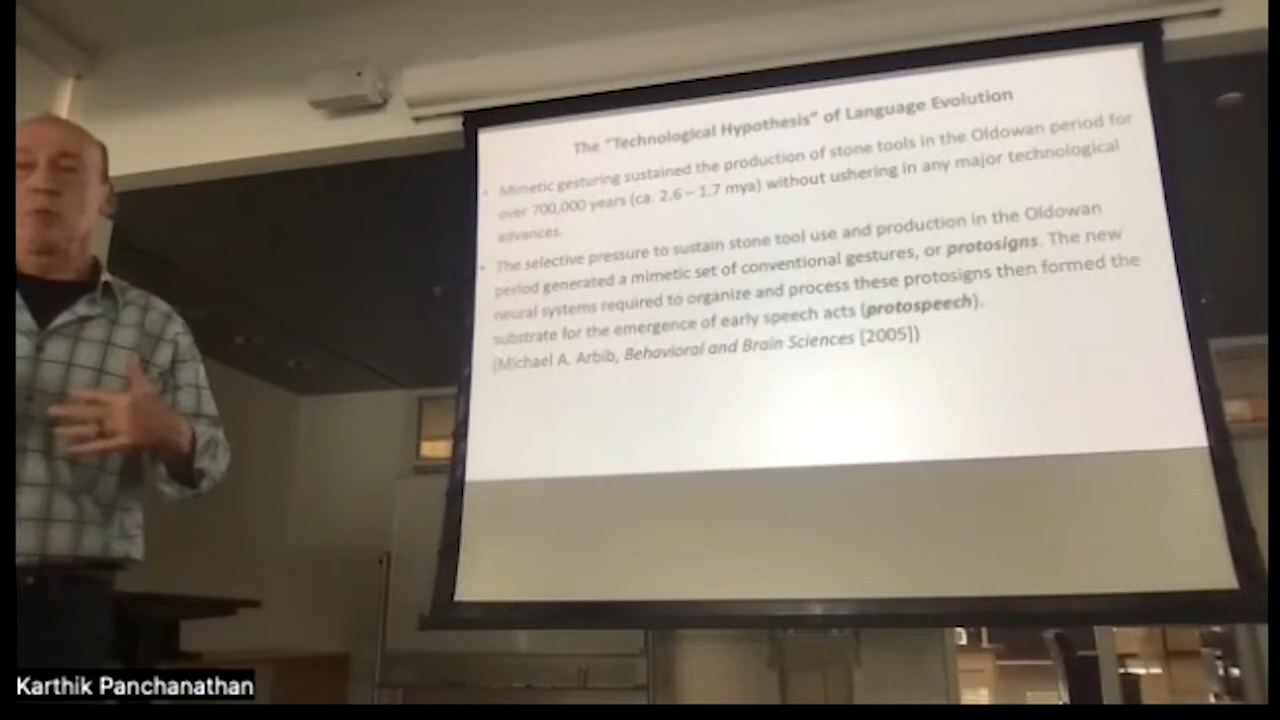 The "Technological Hypothesis" of Language Evolution
• Mimetic gesturing sustained the production of stone tools in the Oldowan period for
over 700,000 years (ca. 2.6 – 1.7 mya) without ushering in any major technological
advances.
• The selective pressure to sustain stone tool use and production in the Oldowan
period generated a mimetic set of conventional gestures, or protosigns. The new
neural systems required to organize and process these protosigns then formed the
substrate for the emergence of early speech acts (protospeech).
(Michael A. Arbib, Behavioral and Brain Sciences [2005])
Karthik Panchanathan